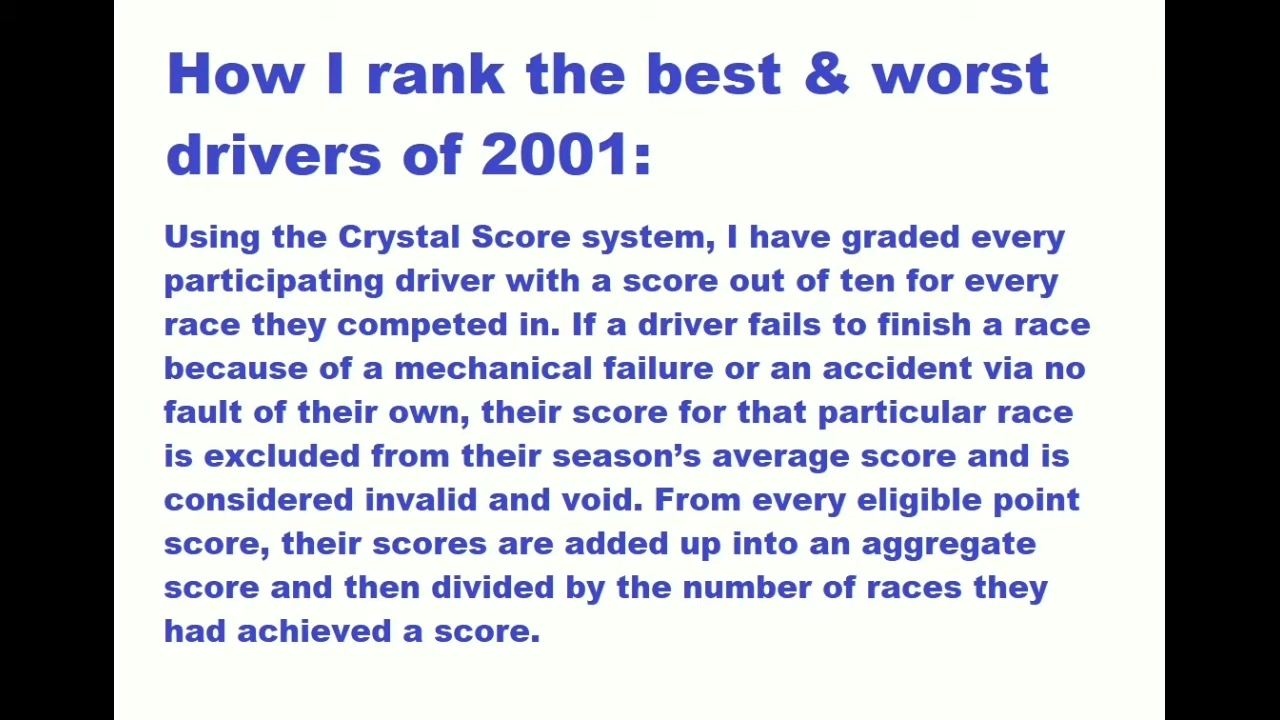 How I rank the best & worst
drivers of 2001:
Using the Crystal Score system, I have graded every
participating driver with a score out of ten for every
race they competed in. If a driver fails to finish a race
because of a mechanical failure or an accident via no
fault of their own, their score for that particular race
is excluded from their season’s average score and is
considered invalid and void. From every eligible point
score, their scores are added up into an aggregate
score and then divided by the number of races they
had achieved a score.